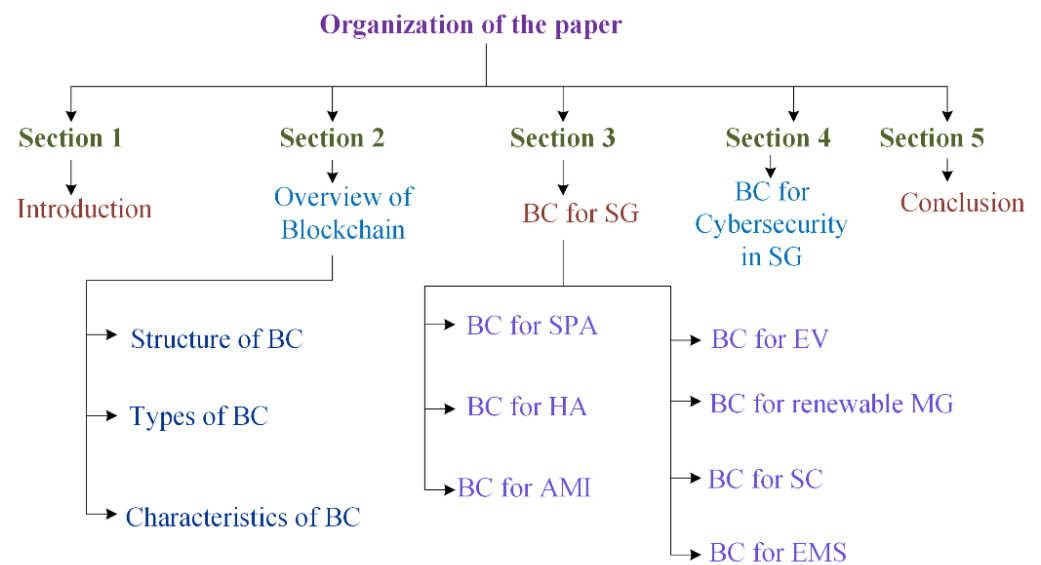 Organization of the paper
Section 1
Section 2
Section 3
Section 4
Section 5
Introduction
Overview of
Blockchain
BC for SG
BC for
Cybersecurity
in SG
Conclusion
Structure of BC
Types of BC
Characteristics of BC
BC for SPA
BC for HA
BC for AMI
BC for EV
BC for renewable MG
BC for SC
BC for EMS